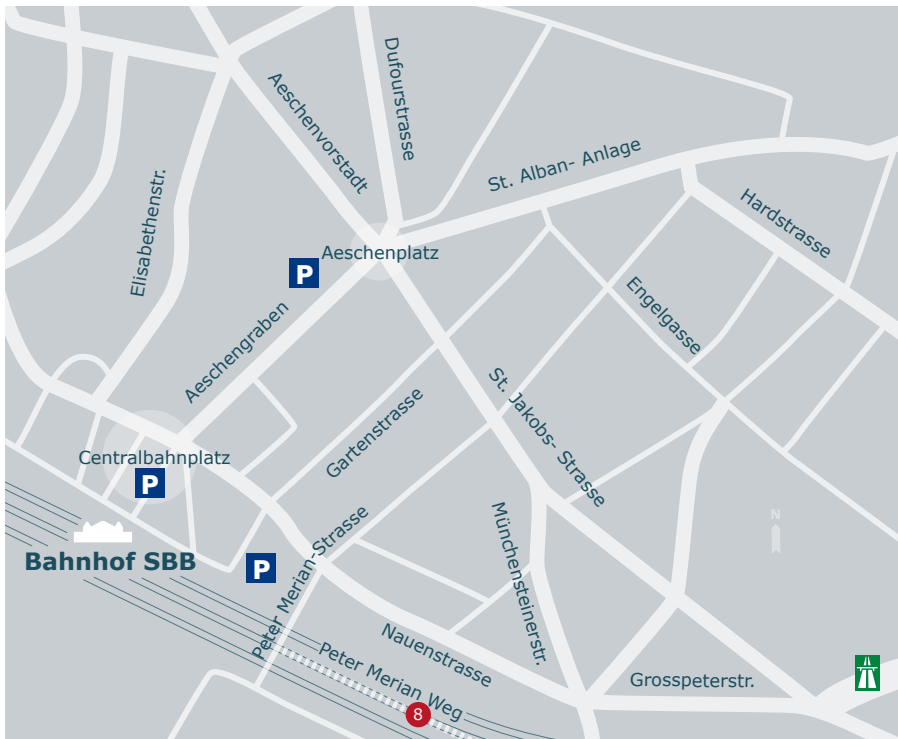 Dufourstrasse
Aeschenvorstadt
St. Alban- Anlage
Hardstrasse
Elisabethenstr.
Aeschenplatz
P
Engelgasse
Aeschengraben
St. Jakobs- Strasse
Gartenstrasse
Centralbahnplatz
P
Münchensteinerstr.
Peter Merian-Strasse
N
Bahnhof SBB
P
Nauenstrasse
Peter Merian Weg
Grosspeterstr.
8